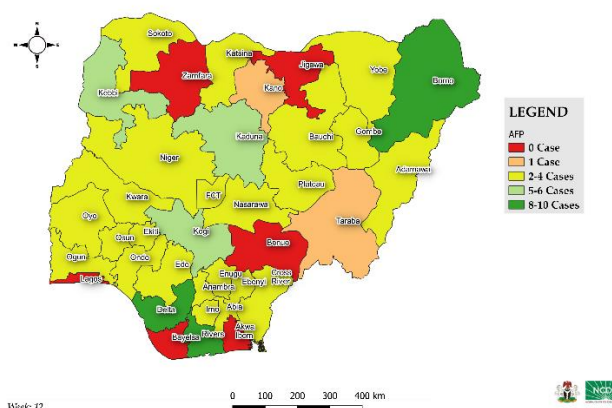 Sokoto
Katsina
Jigawa
Zamfara
Yobe
Borno
Kebbi
Kano
Kaduna
Gombe
Bauchi
Niger
Adamawa
Plateau
Kwara
FCT
Nasarawa
Taraba
Oyo
Ekiti
Kogi
Osun
Benue
Ogun
Ondo
Edo
Enugu
Cross
River
Lagos
Anambra
Ebonyi
Delta
Imo
Abia
Bayelsa
Rivers
Akwa
Ibom
LEGEND
AFP
0 Case
1 Case
2-4 Cases
5-6 Cases
8-10 Cases
Week: 12
0 100 200 300 400 km
NCDC